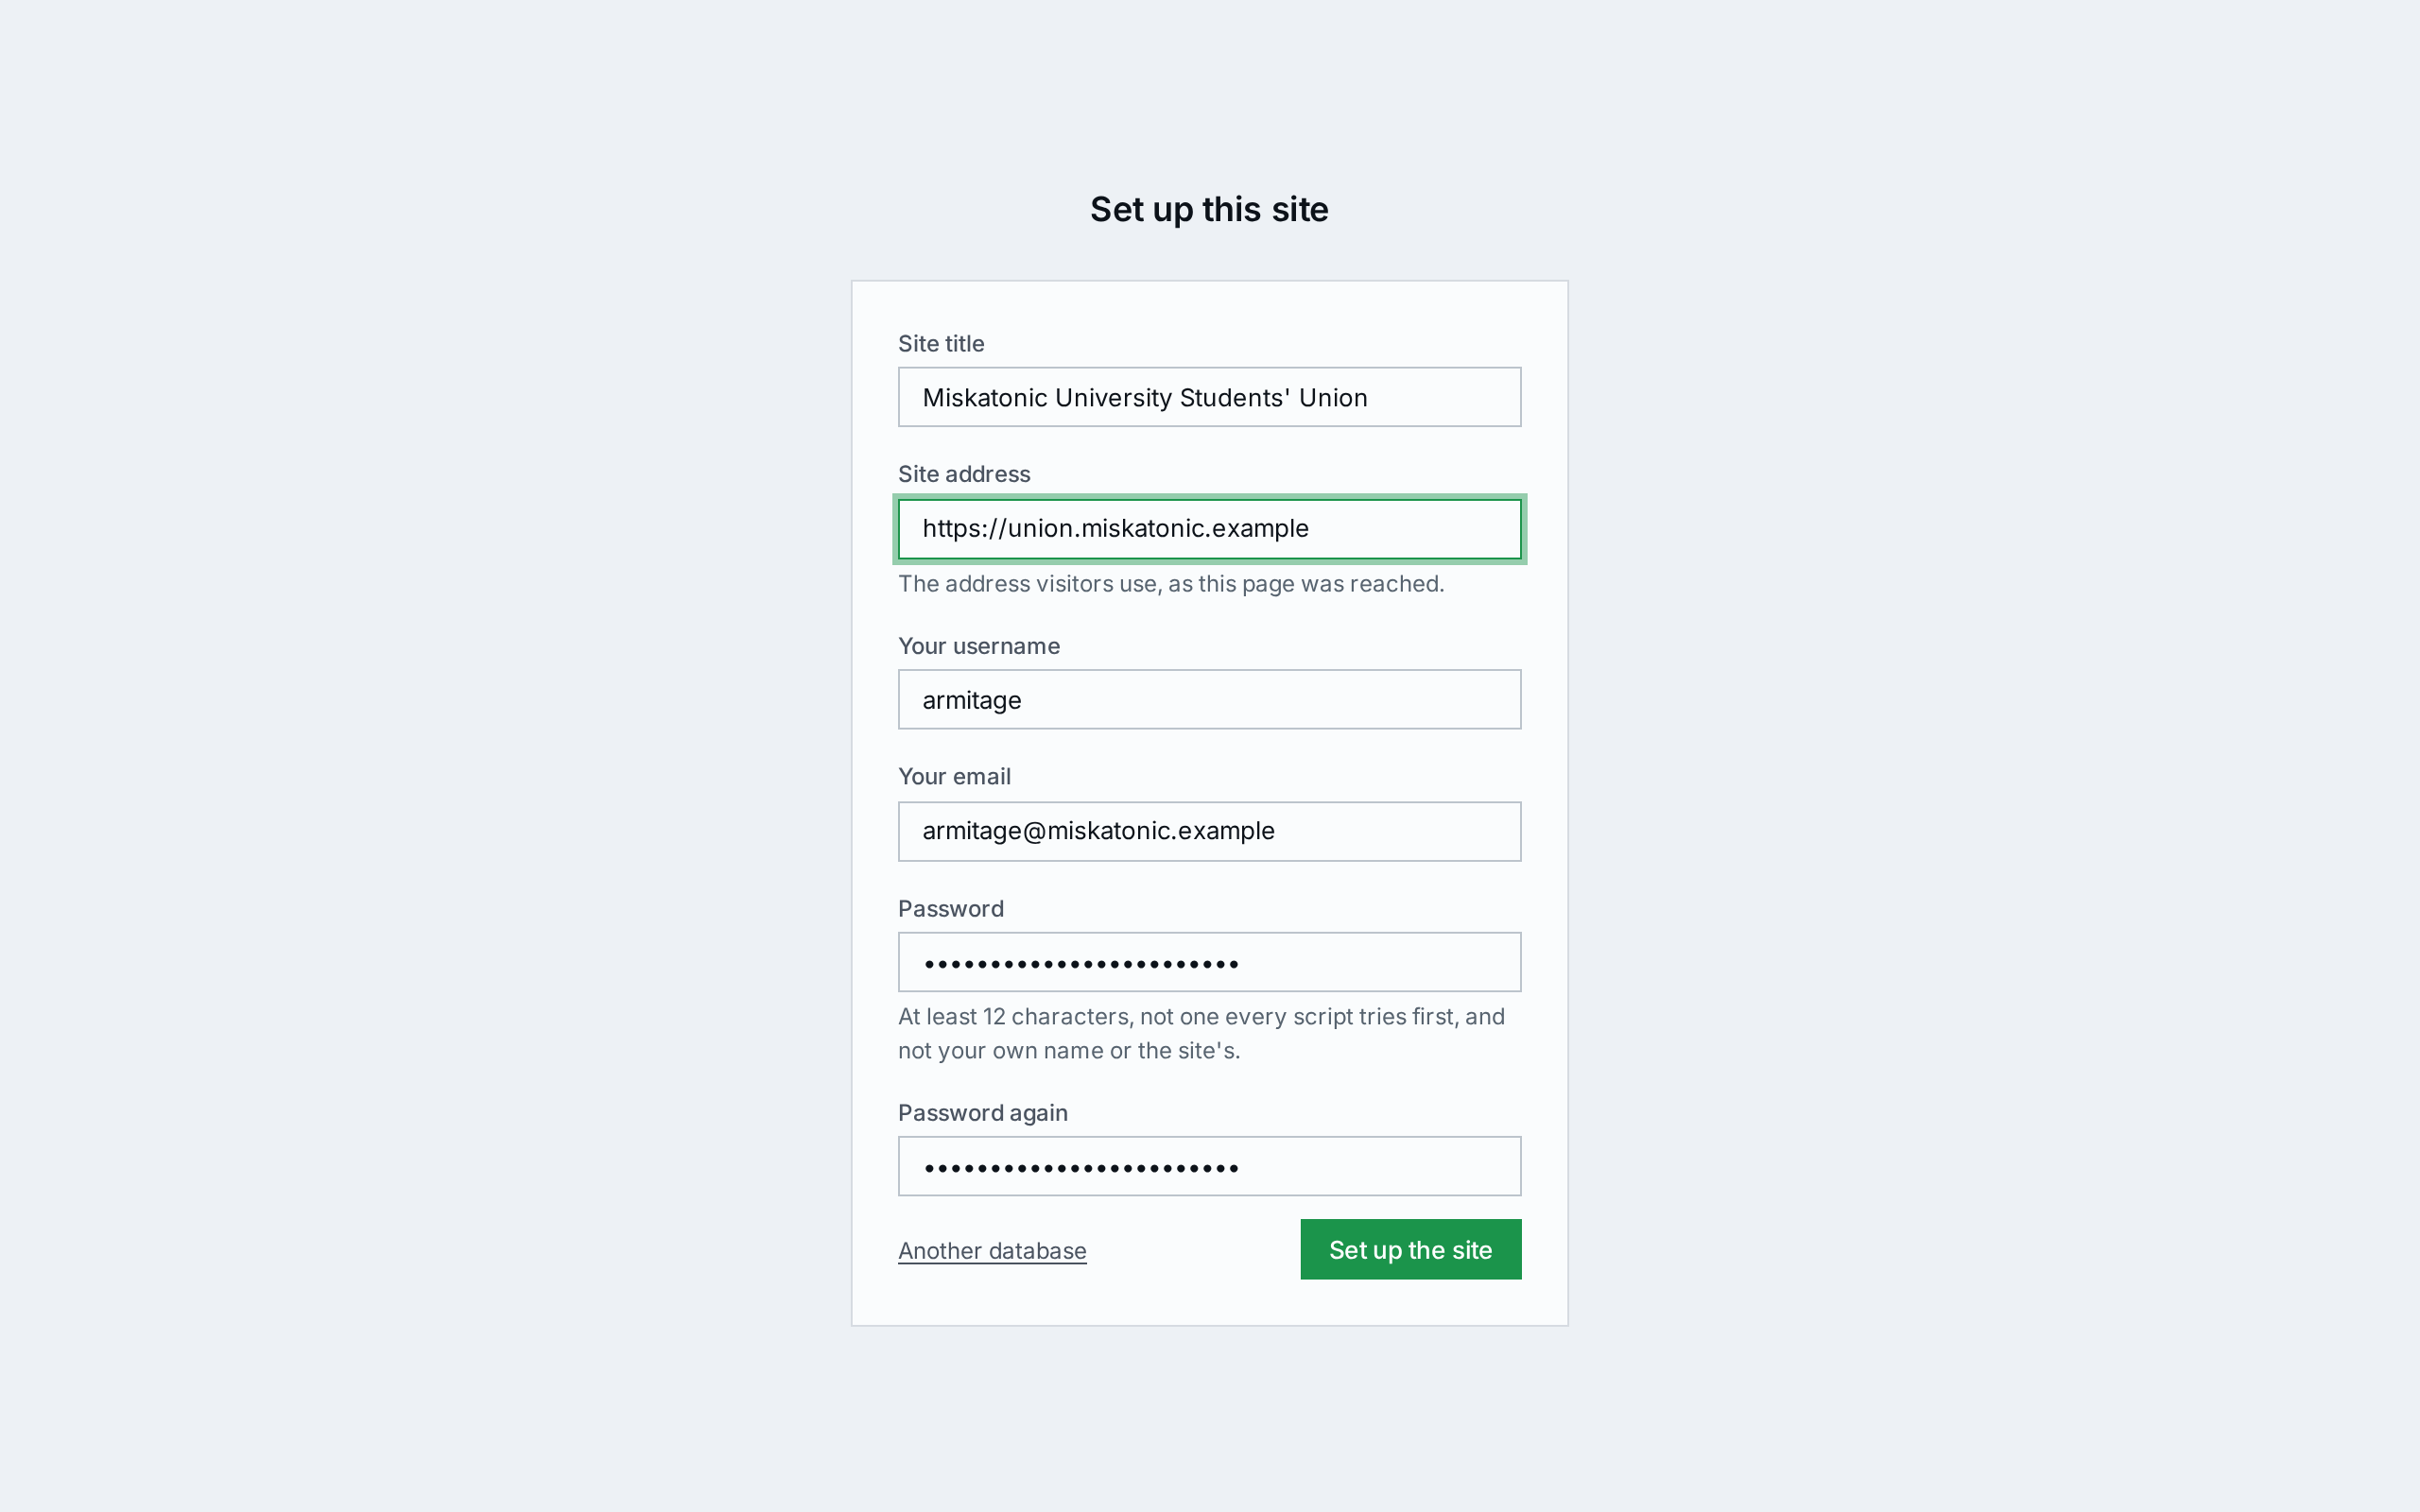 Set up this site
Site title
Miskatonic University Students' Union
Site address
https://union.miskatonic.example
The address visitors use, as this page was reached.
Your username
armitage
Your email
armitage@miskatonic.example
Password
••••••••••••••••••••••••
At least 12 characters, not one every script tries first, and
not your own name or the site's.
Password again
••••••••••••••••••••••••
Another database
Set up the site